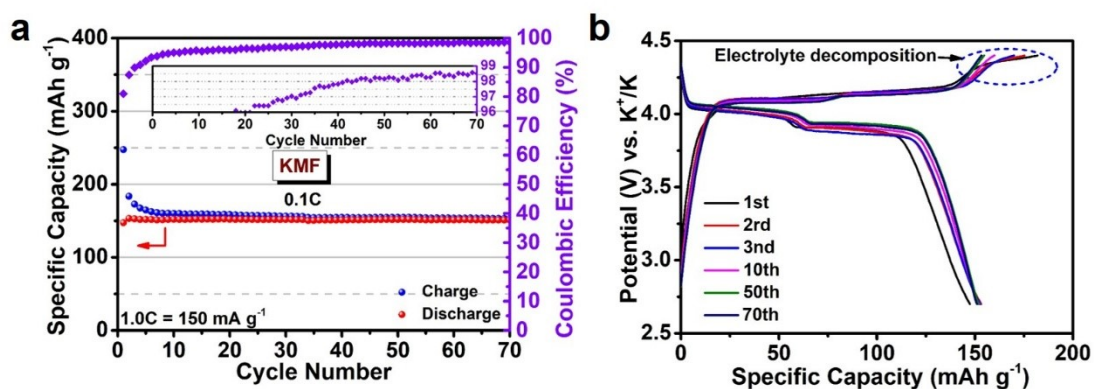 a
Specific Capacity (mAh g⁻¹)
400
350
300
250
200
150
100
50
0
0 10 20 30 40 50 60 70
Cycle Number
Coulombic Efficiency (%)
100
90
80
70
60
50
40
30
20
10
0
99
98
97
96
0 10 20 30 40 50 60 70
Cycle Number
KMF
0.1C
Charge
Discharge
1.0C = 150 mA g⁻¹
b
Potential (V) vs. K⁺/K
4.5
4.0
3.5
3.0
2.5
0 50 100 150 200
Specific Capacity (mAh g⁻¹)
Electrolyte decomposition
1st
2rd
3nd
10th
50th
70th